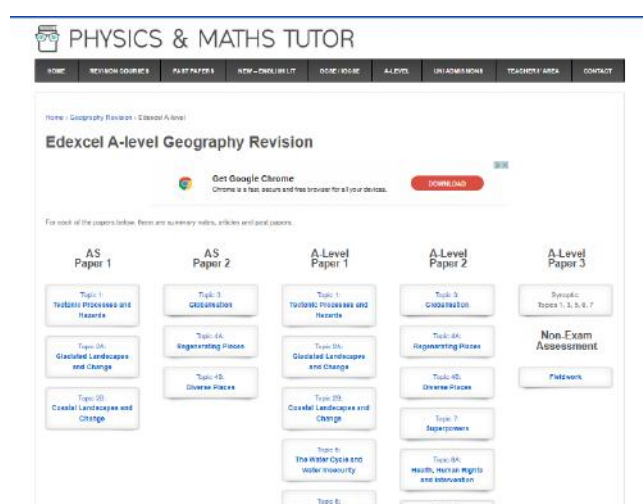 PHYSICS & MATHS TUTOR
HOME REVISION COURSES PAST PAPERS NEW – ENGLISH LIT GCSE / IGCSE A-LEVEL UNI ADMISSIONS TEACHERS' AREA CONTACT
Home › Geography Revision › Edexcel A-level
Edexcel A-level Geography Revision
Get Google Chrome
Chrome is a fast, secure and free browser for all your devices.
DOWNLOAD
For each of the papers below, there are summary notes, articles and past papers.
AS
Paper 1
Topic 1:
Tectonic Processes and
Hazards
Topic 2A:
Glaciated Landscapes
and Change
Topic 2B:
Coastal Landscapes and
Change
AS
Paper 2
Topic 3:
Globalisation
Topic 4A:
Regenerating Places
Topic 4B:
Diverse Places
A-Level
Paper 1
Topic 1:
Tectonic Processes and
Hazards
Topic 2A:
Glaciated Landscapes
and Change
Topic 2B:
Coastal Landscapes and
Change
Topic 5:
The Water Cycle and
Water Insecurity
Topic 6:
A-Level
Paper 2
Topic 3:
Globalisation
Topic 4A:
Regenerating Places
Topic 4B:
Diverse Places
Topic 7:
Superpowers
Topic 8A:
Health, Human Rights
and Intervention
A-Level
Paper 3
Synoptic:
Topics 1, 3, 5, 6, 7
Non-Exam
Assessment
Fieldwork